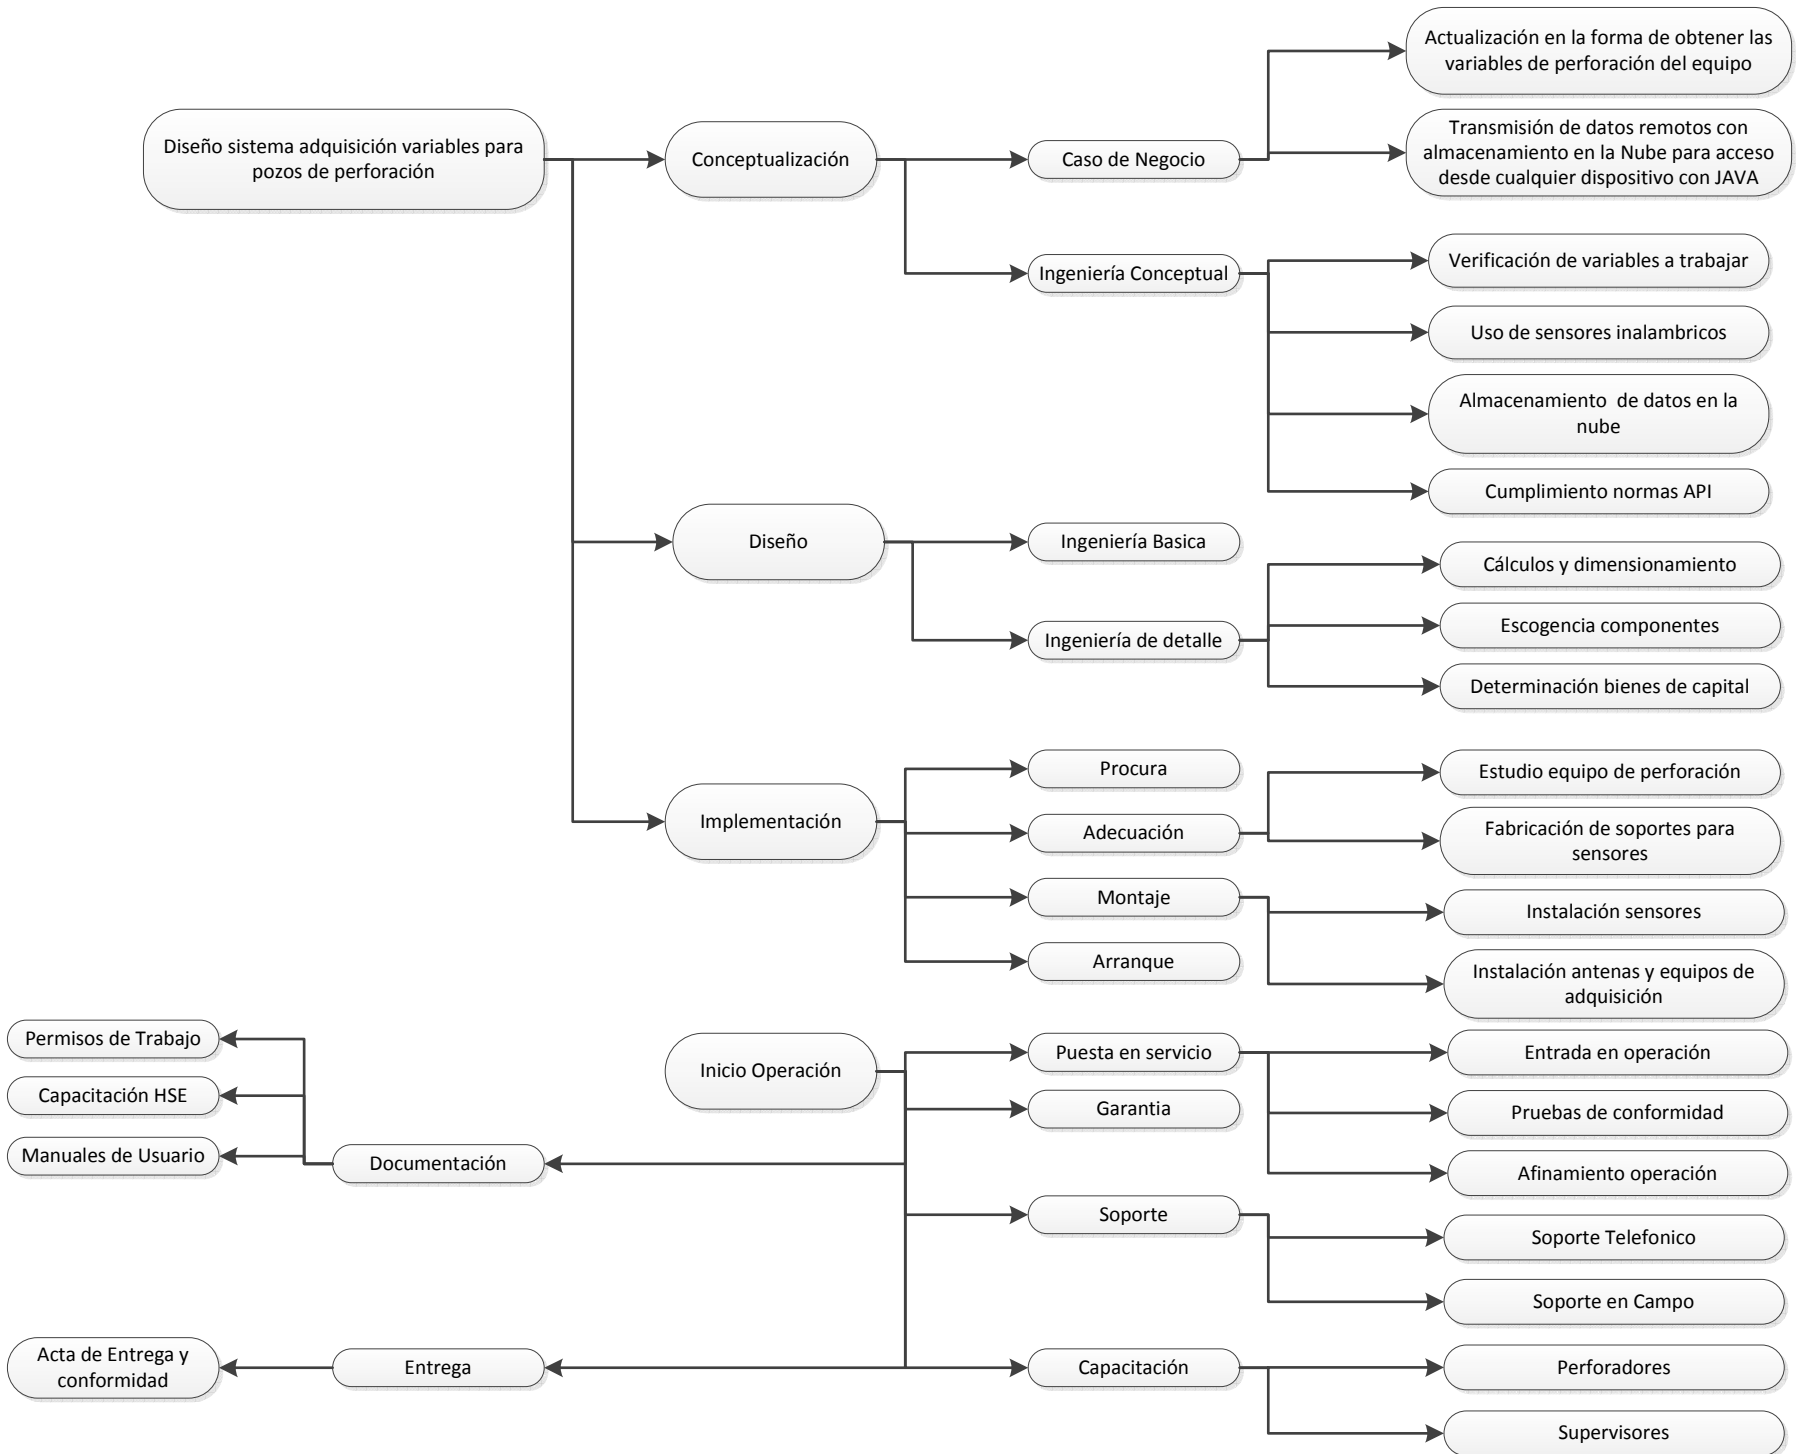 Actualización en la forma de obtener las
variables de perforación del equipo
Diseño sistema adquisición variables para
pozos de perforación
Conceptualización
Caso de Negocio
Transmisión de datos remotos con
almacenamiento en la Nube para acceso
desde cualquier dispositivo con JAVA
Ingeniería Conceptual
Verificación de variables a trabajar
Uso de sensores inalambricos
Almacenamiento de datos en la
nube
Cumplimiento normas API
Diseño
Ingeniería Basica
Cálculos y dimensionamiento
Ingeniería de detalle
Escogencia componentes
Determinación bienes de capital
Implementación
Procura
Estudio equipo de perforación
Adecuación
Fabricación de soportes para
sensores
Montaje
Instalación sensores
Arranque
Instalación antenas y equipos de
adquisición
Permisos de Trabajo
Inicio Operación
Puesta en servicio
Entrada en operación
Capacitación HSE
Garantia
Pruebas de conformidad
Manuales de Usuario
Documentación
Afinamiento operación
Soporte
Soporte Telefonico
Soporte en Campo
Acta de Entrega y
conformidad
Entrega
Capacitación
Perforadores
Supervisores